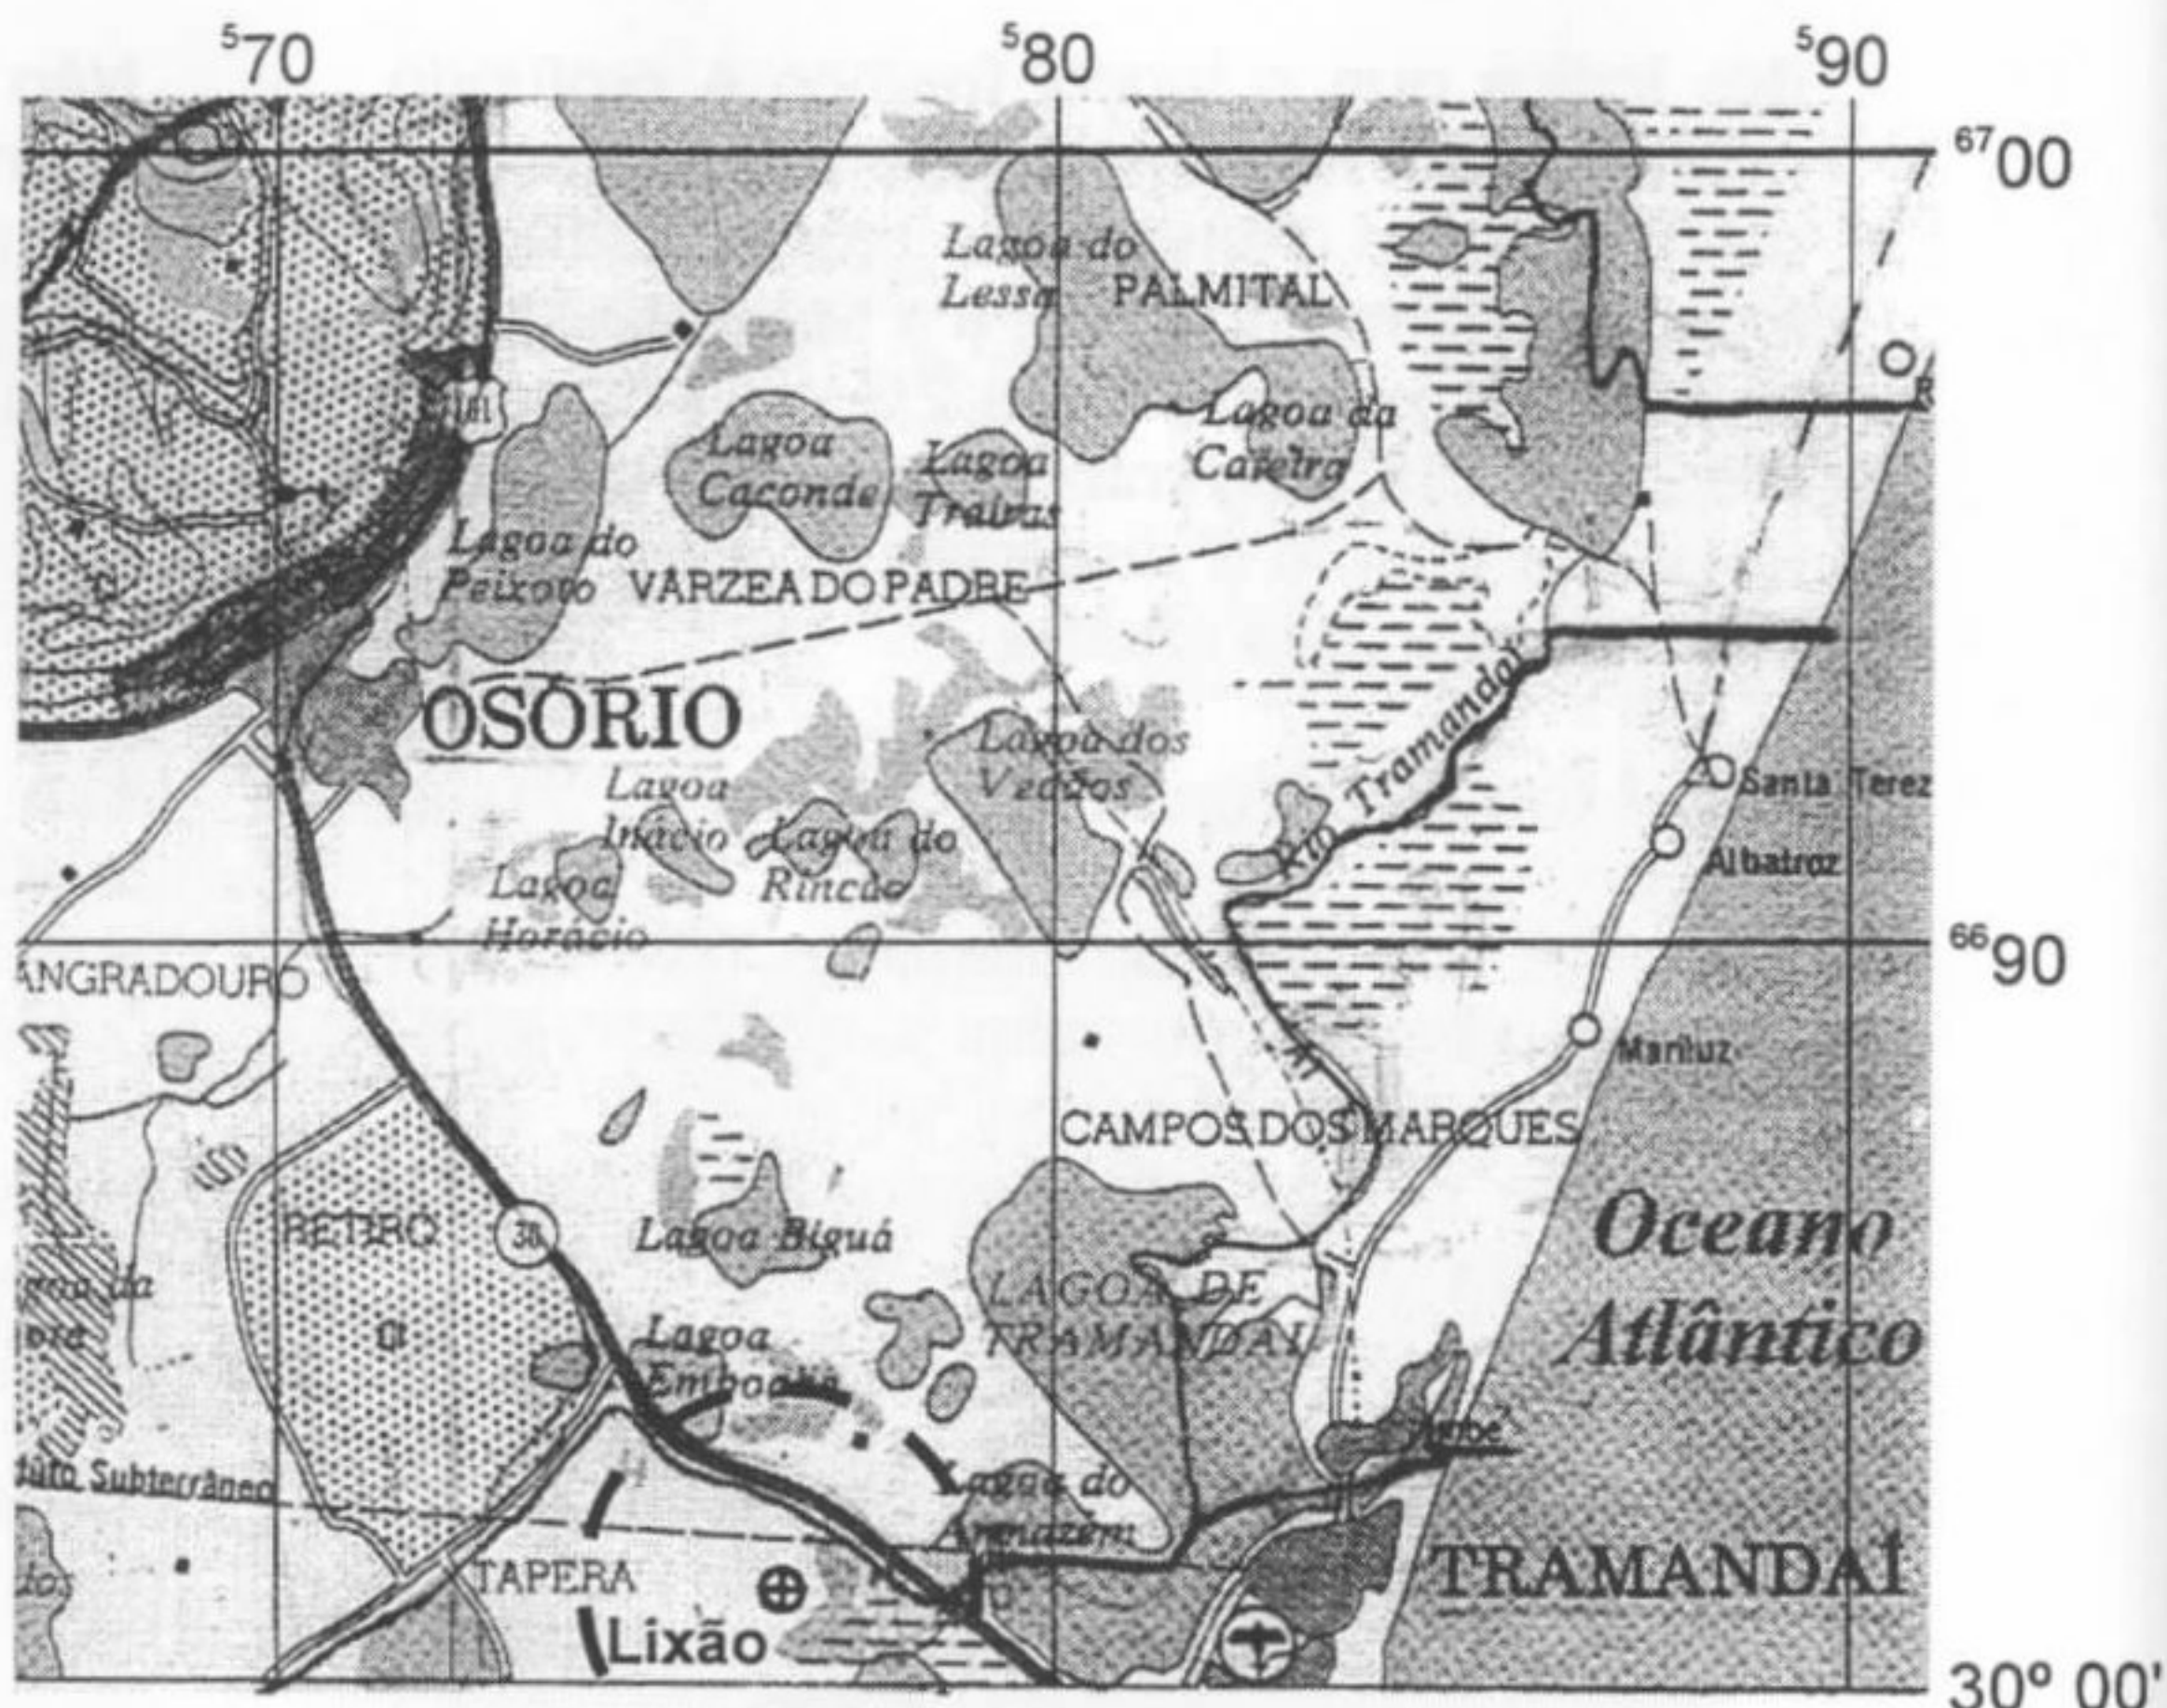 570
580
590
6700
Lagoa do
Lessa
PALMITAL
Lagoa
Caconde
Lagoa
Traíras
Lagoa da
Lagoa do
Peixoto
VARZEA DO PADRE
OSÓRIO
Lagoa dos
Veados
Rio Tramandaí
Santa Terez
Albatroz
Lagoa
Inácio
Lagoa do
Rincão
Lagoa
Horácio
6690
ANGRADOURO
Mariluz
CAMPOS DOS MARQUES
RETIRO
30
Lagoa Biguá
Oceano
Atlântico
LAGOA DE
TRAMANDAÍ
Lagoa
Lagoa do
Armazém
Subterrâneo
TAPERA
Lixão
TRAMANDAÍ
30º 00'